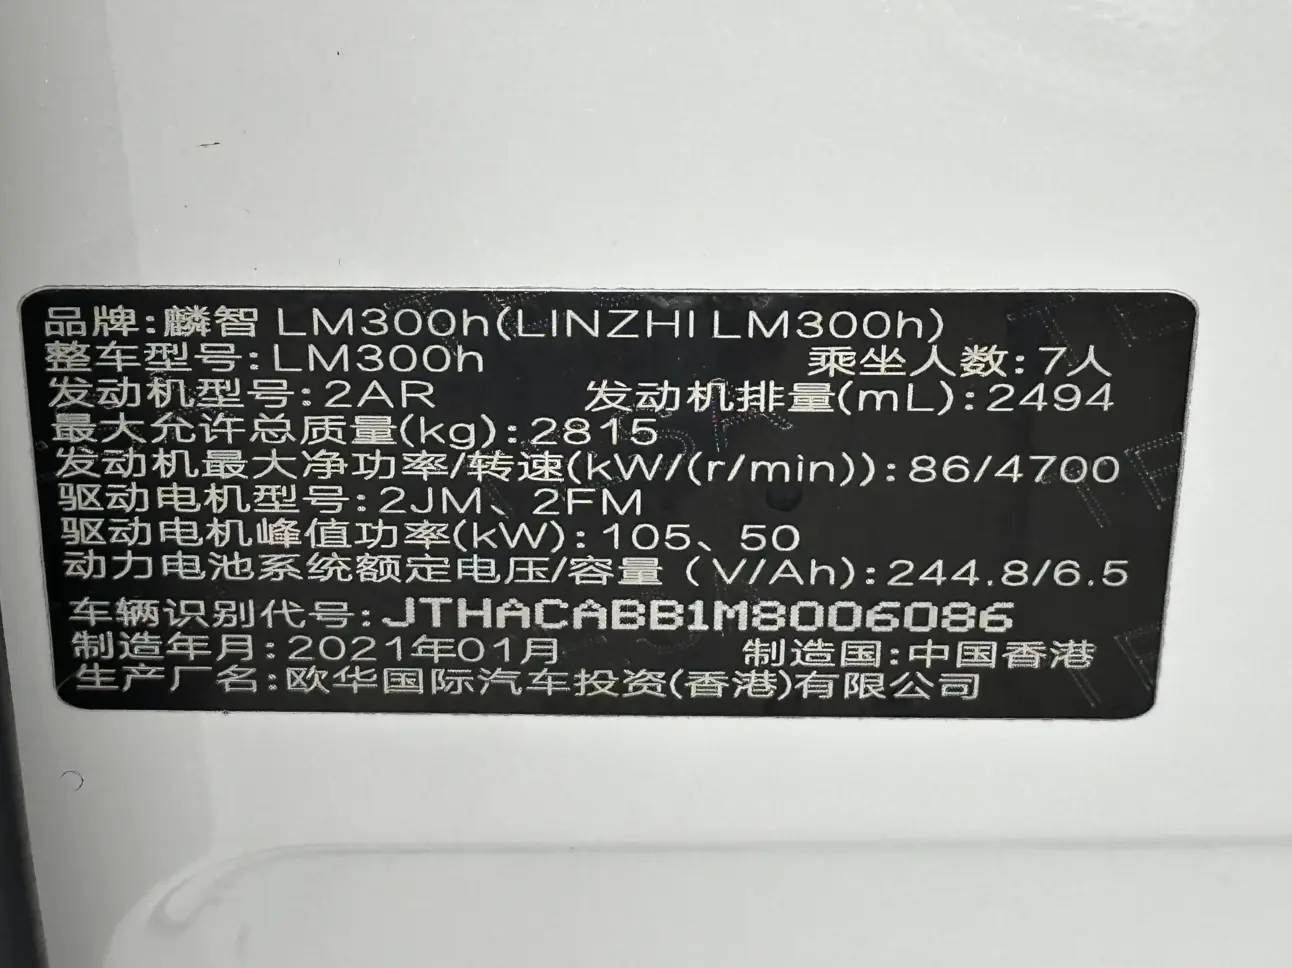 品牌:麟智 LM300h(LINZHI LM300h)
整车型号:LM300h 乘坐人数:7人
发动机型号:2AR 发动机排量(mL):2494
最大允许总质量(kg):2815
发动机最大净功率/转速(kW/(r/min)):86/4700
驱动电机型号:2JM、2FM
驱动电机峰值功率(kW):105、50
动力电池系统额定电压/容量(V/Ah):244.8/6.5
车辆识别代号:JTHACABB1M8006086
制造年月:2021年01月 制造国:中国香港
生产厂名:欧华国际汽车投资(香港)有限公司